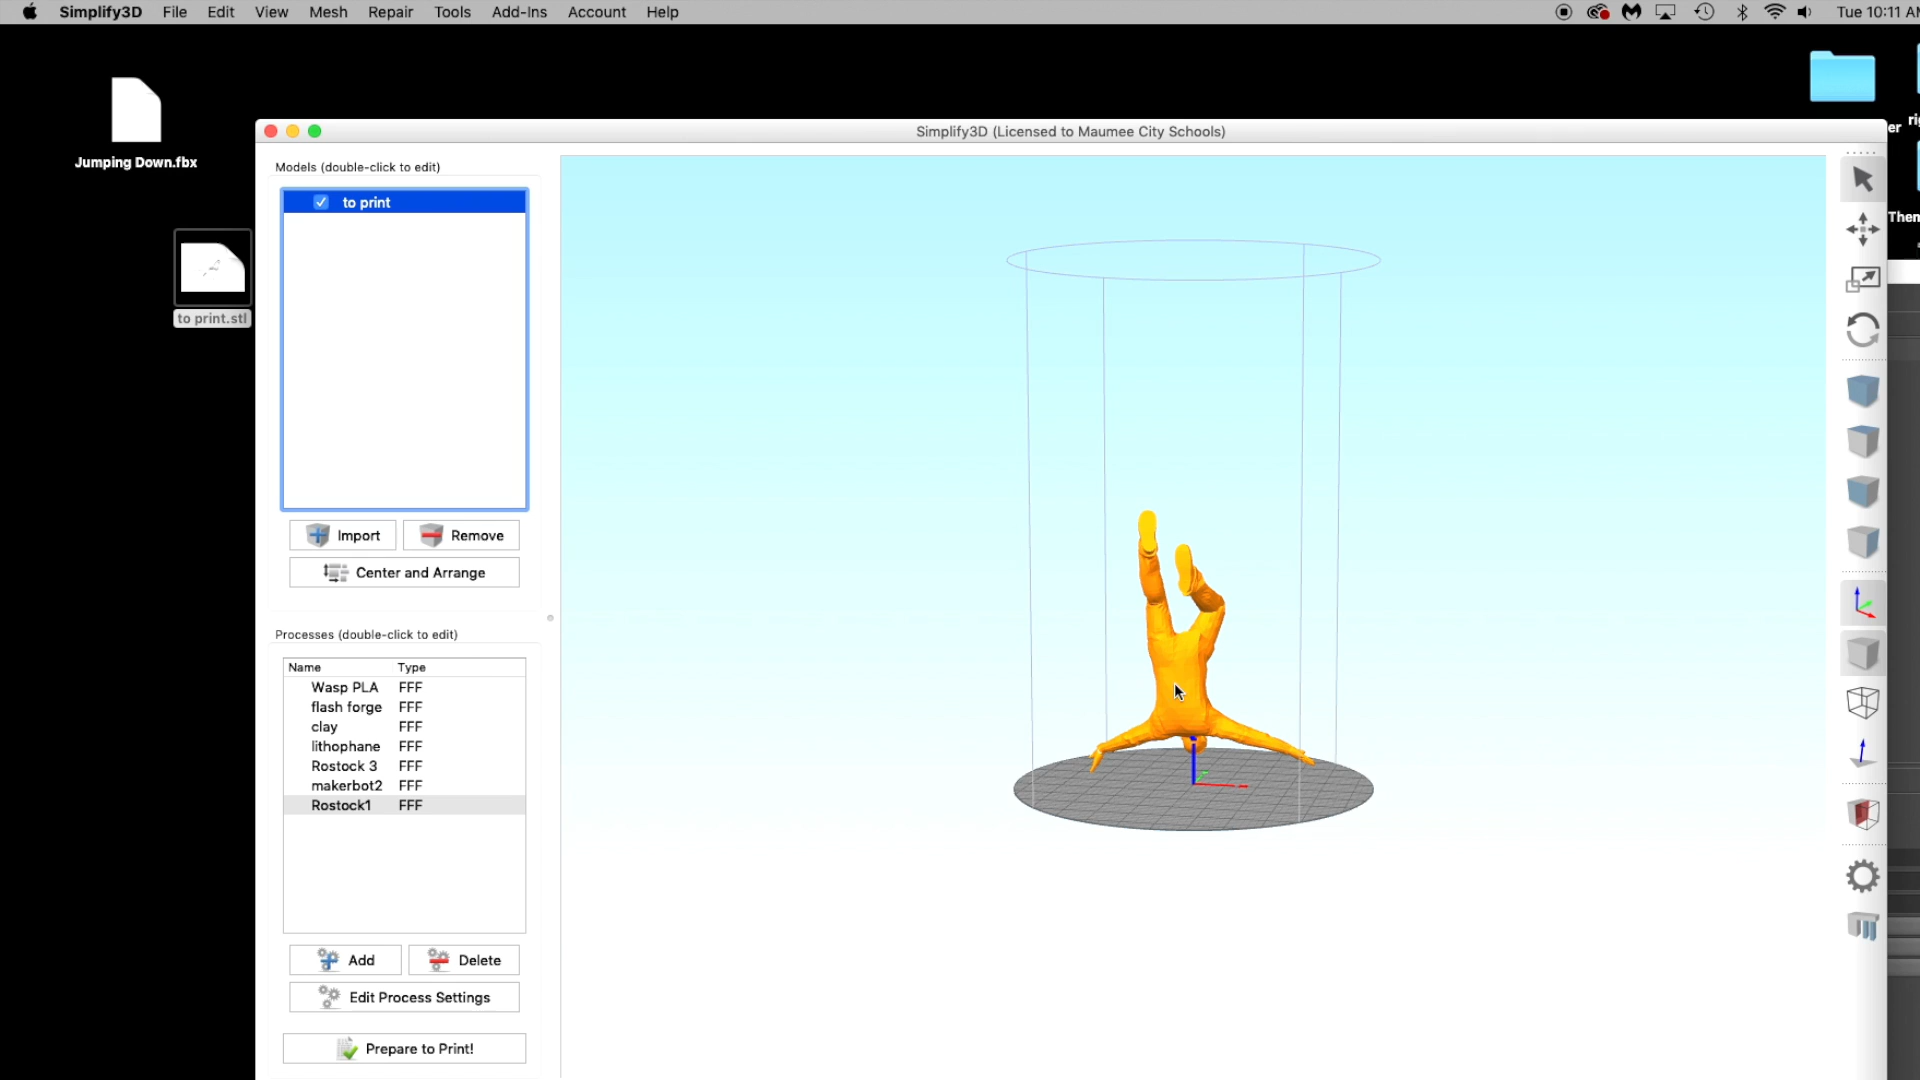 Simplify3D File Edit View Mesh Repair Tools Add-Ins Account Help Tue 10:11 AM
Jumping Down.fbx
to print.stl
er
Simplify3D (Licensed to Maumee City Schools)
Models (double-click to edit)
to print
Import Remove
Center and Arrange
Processes (double-click to edit)
Name Type
Wasp PLA FFF
flash forge FFF
clay FFF
lithophane FFF
Rostock 3 FFF
makerbot2 FFF
Rostock1 FFF
Add Delete
Edit Process Settings
Prepare to Print!